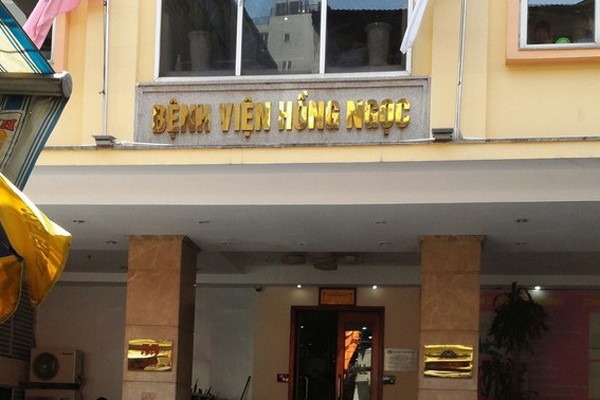 BỆNH VIỆN HỒNG NGỌC